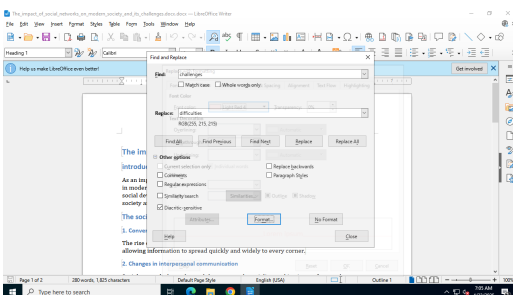 The_impact_of_social_networks_on_modern_society_and_its_challenges.docx.docx — LibreOffice Writer
File Edit View Insert Format Styles Table Form Tools Window Help
Heading 1
Calibri
Help us make LibreOffice even better!
Get involved
Find and Replace
Find:
challenges
Match case
Whole words only
Replace:
difficulties
RGB(255, 215, 215)
Find All
Find Previous
Find Next
Replace
Replace All
Other options
Current selection only
Replace backwards
Comments
Paragraph Styles
Regular expressions
Similarity search
Similarities...
Diacritic-sensitive
Attributes...
Format...
No Format
Help
Close
The im
introdu
As an im
in moder
social de
society a
The soci
1. Conver
The rise
allowing information to spread quickly and widely to every corner.
2. Changes in interpersonal communication
Page 1 of 2
280 words, 1,825 characters
Default Page Style
English (USA)
Outline 1
100%
Type here to search
7:05 AM